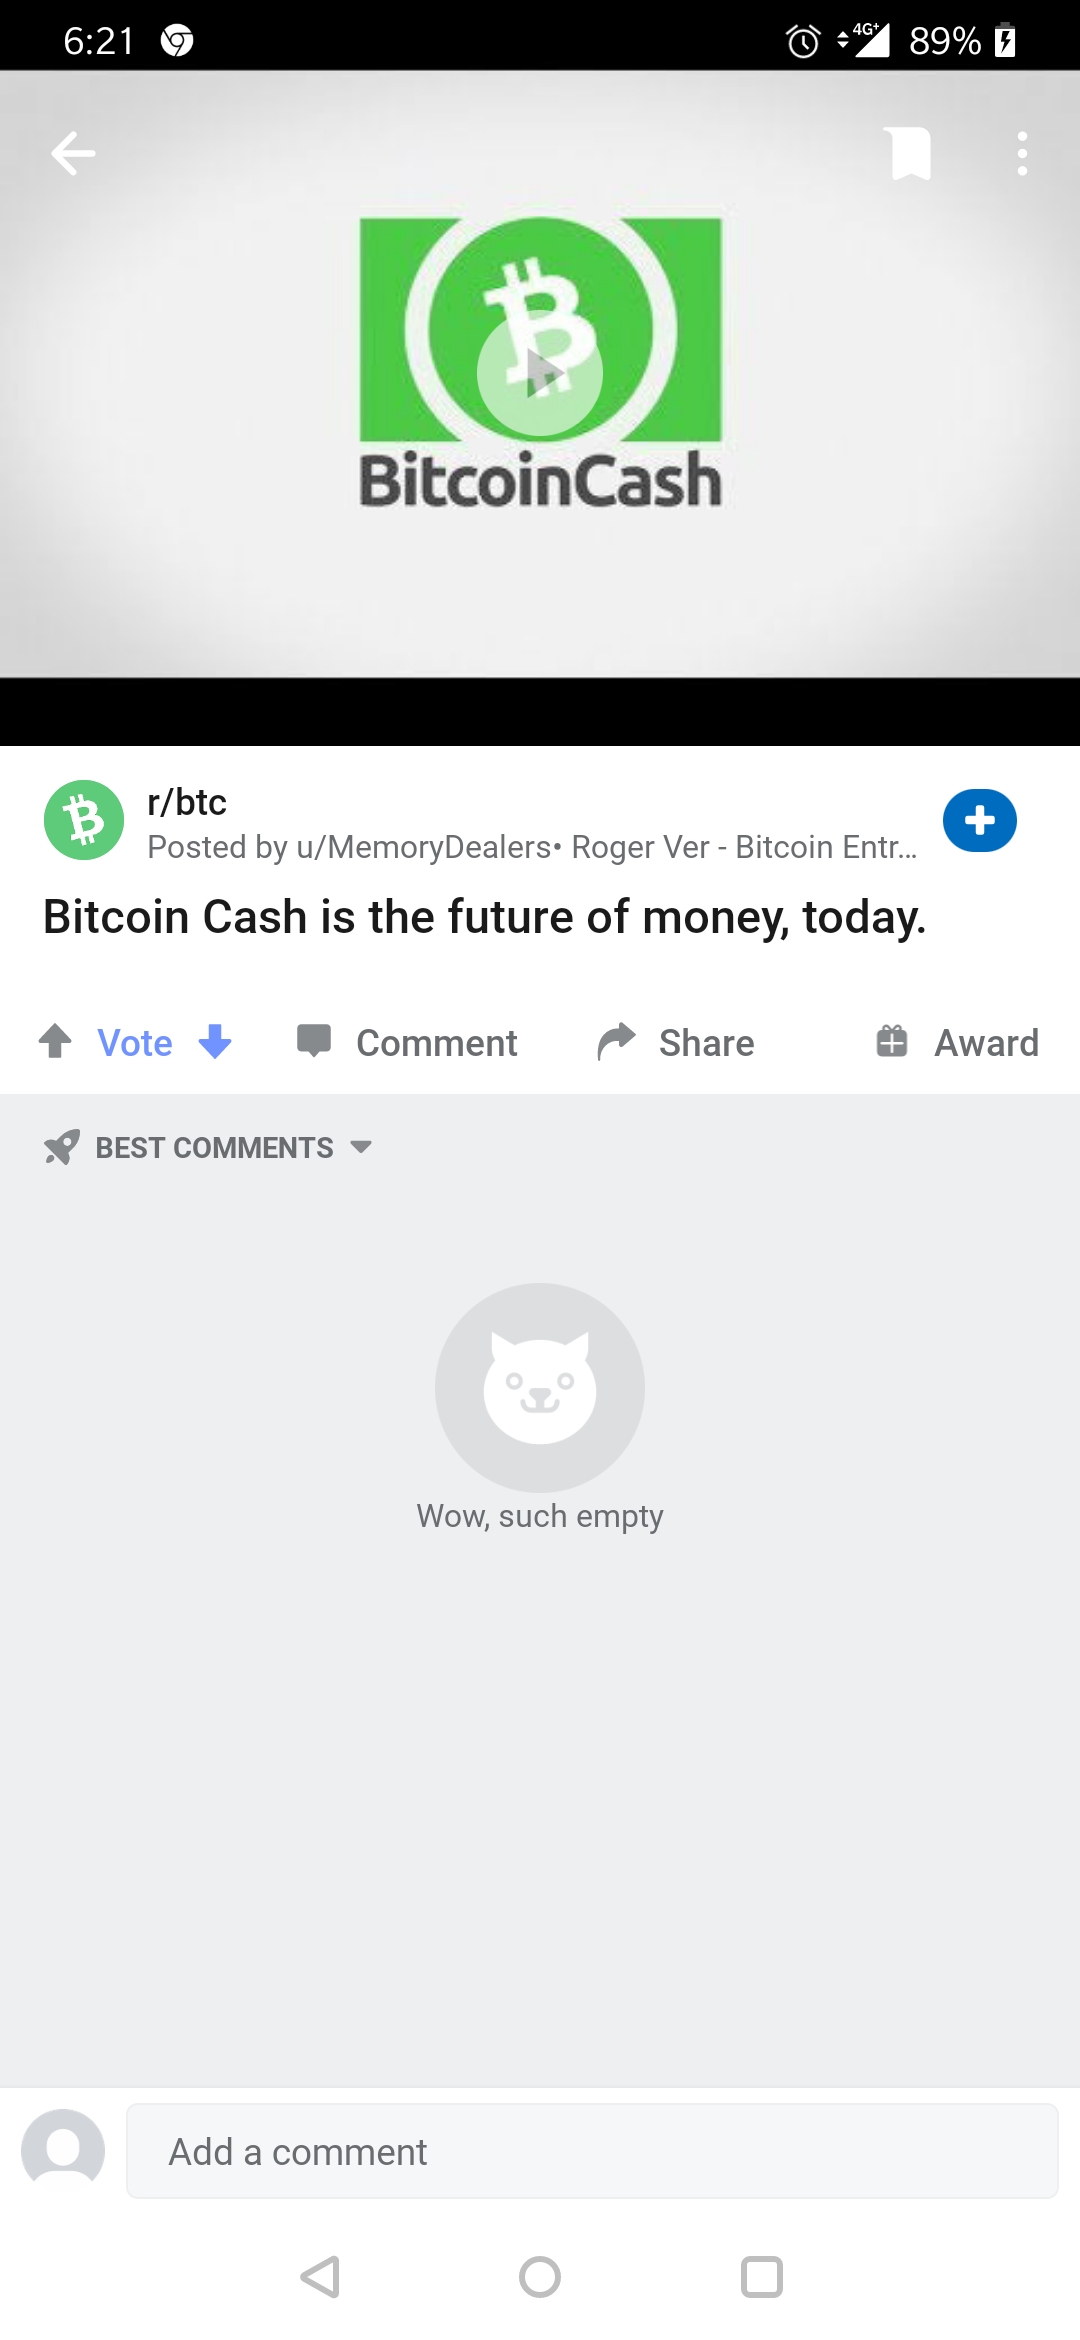 6:21 4G+ 89%
BitcoinCash
r/btc
Posted by u/MemoryDealers• Roger Ver - Bitcoin Entr...
Bitcoin Cash is the future of money, today.
Vote Comment Share Award
BEST COMMENTS
Wow, such empty
Add a comment